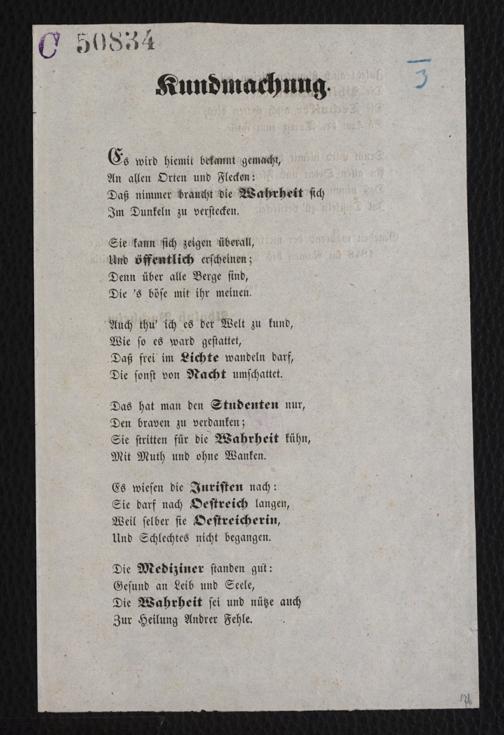 C 50834
3
Kundmachung.
Es wird hiemit bekannt gemacht,
An allen Orten und Flecken:
Daß nimmer braucht die Wahrheit sich
Im Dunkeln zu verstecken.
Sie kann sich zeigen überall,
Und öffentlich erscheinen;
Denn über alle Berge sind,
Die 's böse mit ihr meinen.
Auch thu' ich es der Welt zu kund,
Wie so es ward gestattet,
Daß frei im Lichte wandeln darf,
Die sonst von Nacht umschattet.
Das hat man den Studenten nur,
Den braven zu verdanken;
Sie stritten für die Wahrheit kühn,
Mit Muth und ohne Wanken.
Es wiesen die Juristen nach:
Sie darf nach Oestreich langen,
Weil selber sie Oestreicherin,
Und Schlechtes nicht begangen.
Die Mediziner standen gut:
Gesund an Leib und Seele,
Die Wahrheit sei und nütze auch
Zur Heilung Andrer Fehle.